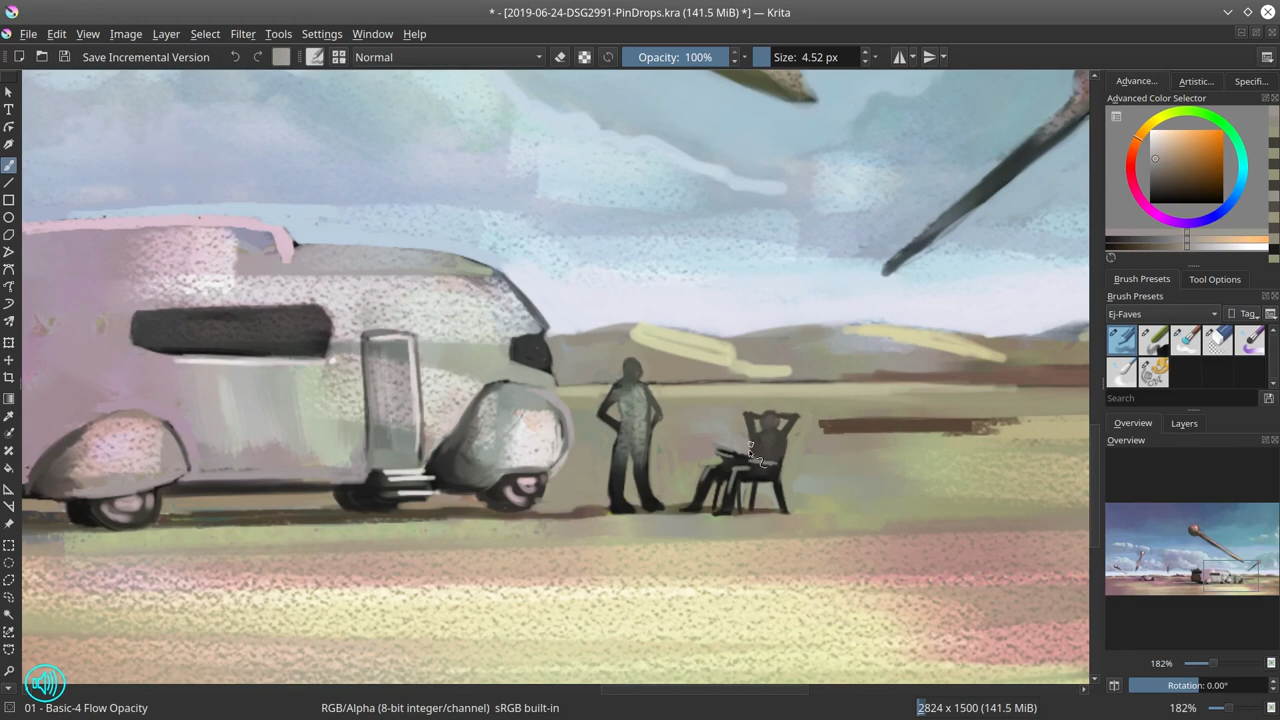 * - [2019-06-24-DSG2991-PinDrops.kra (141.5 MiB) *] — Krita
File Edit View Image Layer Select Filter Tools Settings Window Help
Save Incremental Version Normal Opacity: 100% Size: 4.52 px
Advance... Artistic... Specifi...
Advanced Color Selector
Brush Presets Tool Options
Brush Presets
Ej-Faves Tag
Search
Overview Layers
Overview
182%
Rotation: 0.00°
01 - Basic-4 Flow Opacity RGB/Alpha (8-bit integer/channel) sRGB built-in 2824 x 1500 (141.5 MiB) 182%